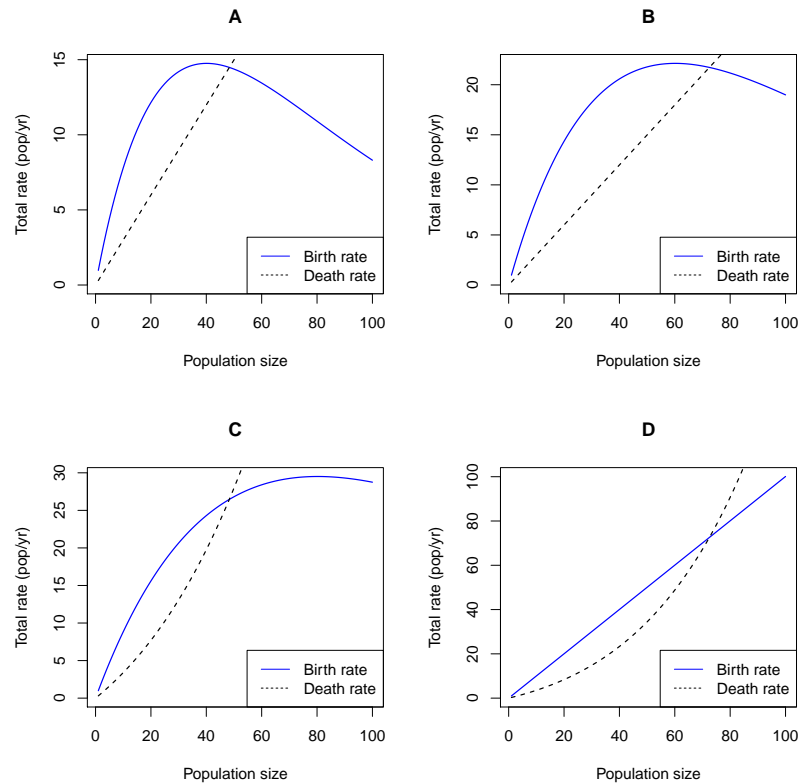 A
Total rate (pop/yr)
15
10
5
0
Birth rate
Death rate
0 20 40 60 80 100
Population size
B
Total rate (pop/yr)
20
15
10
5
0
Birth rate
Death rate
0 20 40 60 80 100
Population size
C
Total rate (pop/yr)
30
25
20
15
10
5
0
Birth rate
Death rate
0 20 40 60 80 100
Population size
D
Total rate (pop/yr)
100
80
60
40
20
0
Birth rate
Death rate
0 20 40 60 80 100
Population size